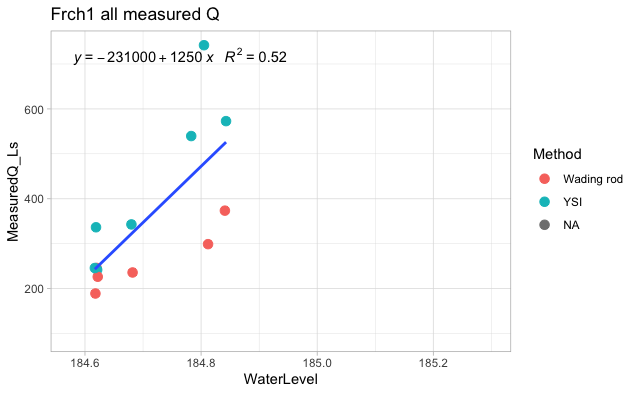 Frch1 all measured Q
y = −231000 + 1250 x R² = 0.52
600
400
200
MeasuredQ_Ls
184.6 184.8 185.0 185.2
WaterLevel
Method
Wading rod
YSI
NA